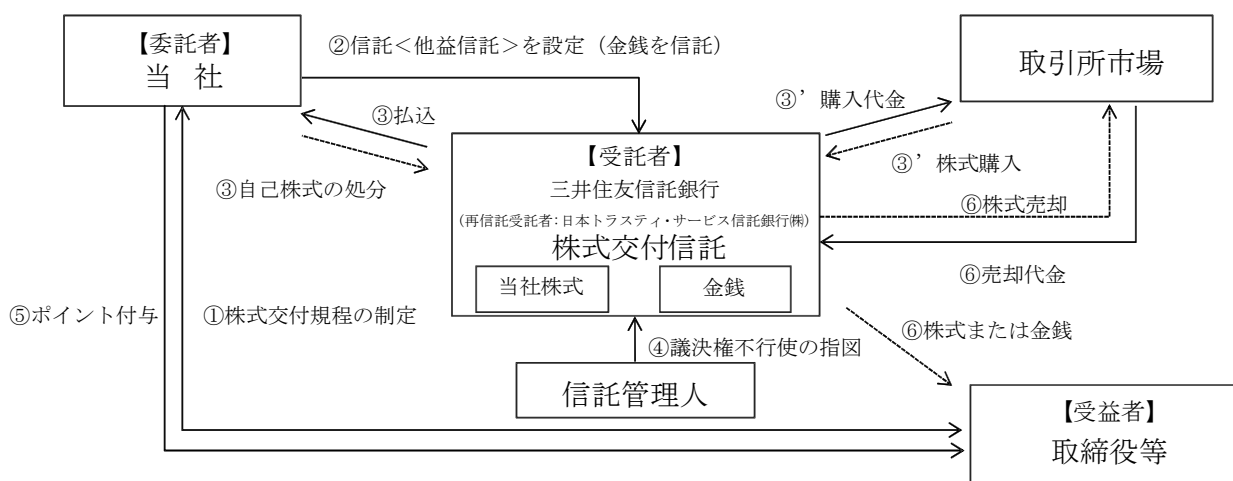 【委託者】
当 社
②信託＜他益信託＞を設定（金銭を信託）
取引所市場
③払込
③’購入代金
③自己株式の処分
③’株式購入
【受託者】
三井住友信託銀行
(再信託受託者：日本トラスティ・サービス信託銀行㈱)
株式交付信託
当社株式
金銭
⑥株式売却
⑥売却代金
⑤ポイント付与
①株式交付規程の制定
⑥株式または金銭
④議決権不行使の指図
信託管理人
【受益者】
取締役等